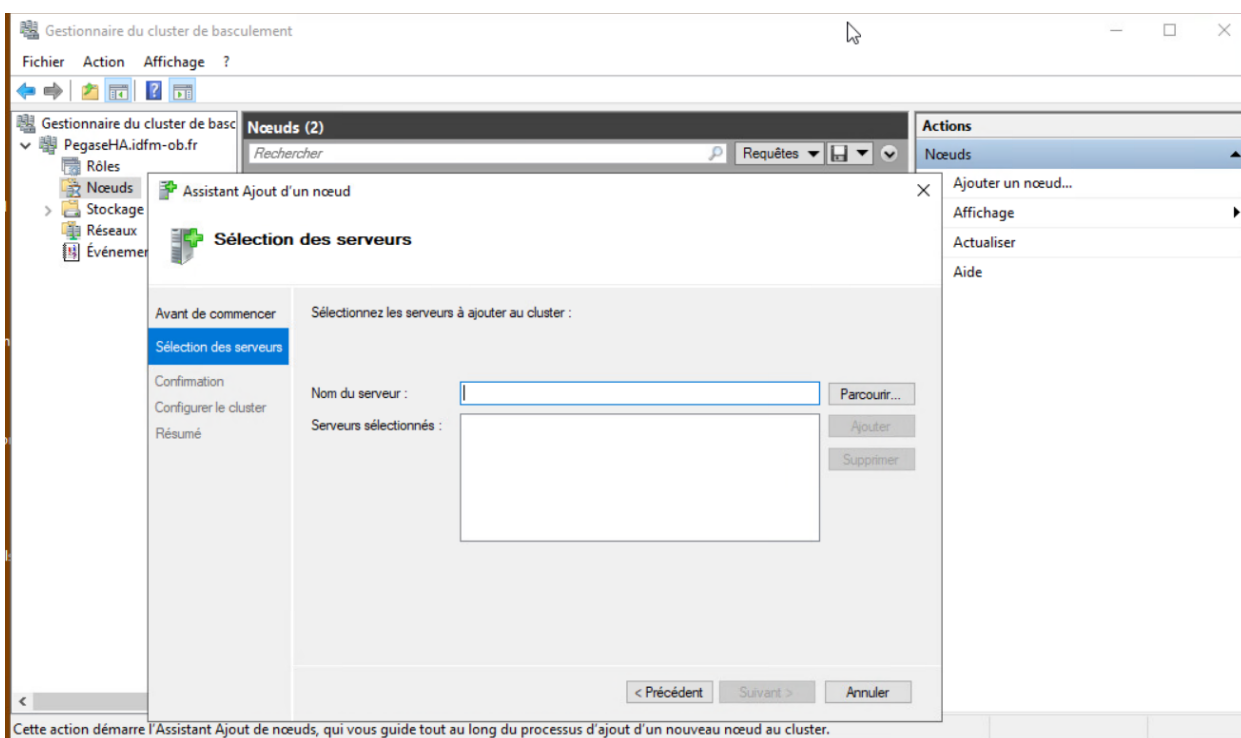 Gestionnaire du cluster de basculement
Fichier Action Affichage ?
Gestionnaire du cluster de basc
PegaseHA.idfm-ob.fr
Rôles
Nœuds
Stockage
Réseaux
Événemer
Nœuds (2)
Rechercher
Requêtes
Actions
Nœuds
Ajouter un nœud...
Affichage
Actualiser
Aide
Assistant Ajout d'un nœud
Sélection des serveurs
Avant de commencer
Sélection des serveurs
Confirmation
Configurer le cluster
Résumé
Sélectionnez les serveurs à ajouter au cluster :
Nom du serveur :
Parcourir...
Serveurs sélectionnés :
Ajouter
Supprimer
< Précédent
Suivant >
Annuler
Cette action démarre l'Assistant Ajout de nœuds, qui vous guide tout au long du processus d'ajout d'un nouveau nœud au cluster.